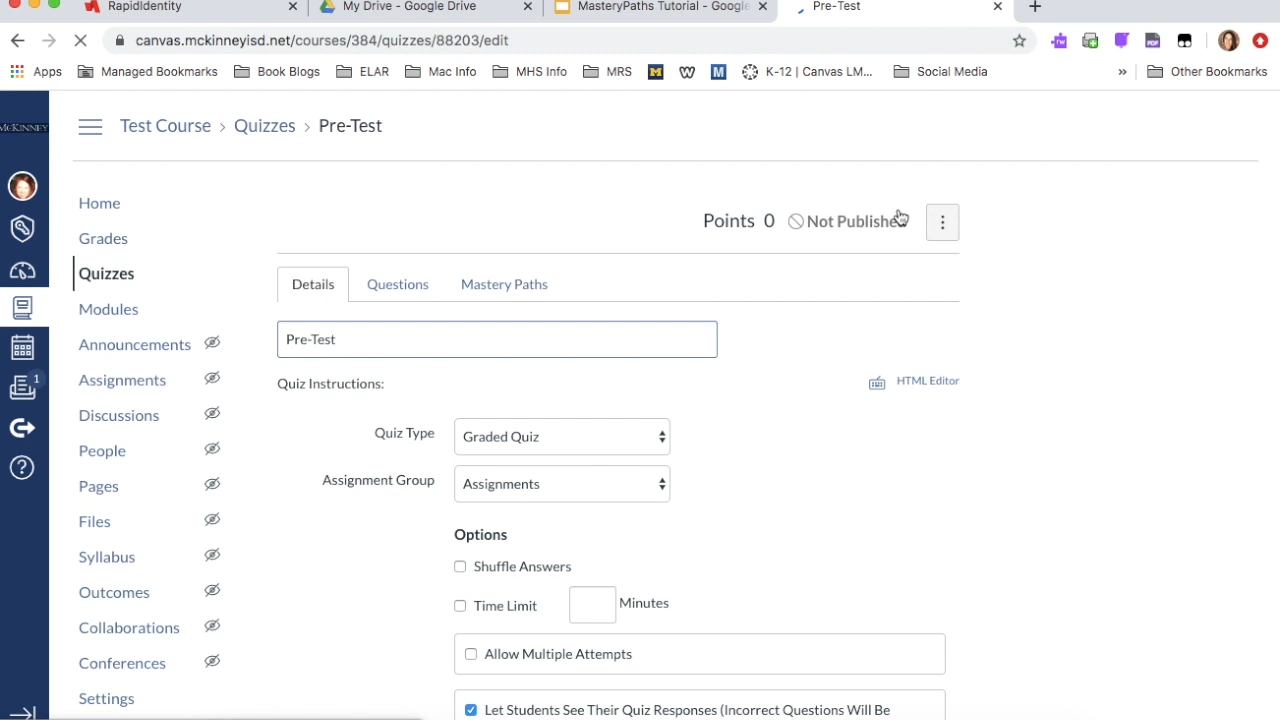 RapidIdentity
My Drive - Google Drive
MasteryPaths Tutorial - Google
Pre-Test
canvas.mckinneyisd.net/courses/384/quizzes/88203/edit
Apps
Managed Bookmarks
Book Blogs
ELAR
Mac Info
MHS Info
MRS
K-12 | Canvas LM...
Social Media
»
Other Bookmarks
MCKINNEY
Test Course > Quizzes > Pre-Test
Home
Grades
Quizzes
Modules
Announcements
Assignments
Discussions
People
Pages
Files
Syllabus
Outcomes
Collaborations
Conferences
Settings
1
Points 0 Not Publishe
Details
Questions
Mastery Paths
Pre-Test
Quiz Instructions:
HTML Editor
Quiz Type
Graded Quiz
Assignment Group
Assignments
Options
Shuffle Answers
Time Limit
Minutes
Allow Multiple Attempts
Let Students See Their Quiz Responses (Incorrect Questions Will Be